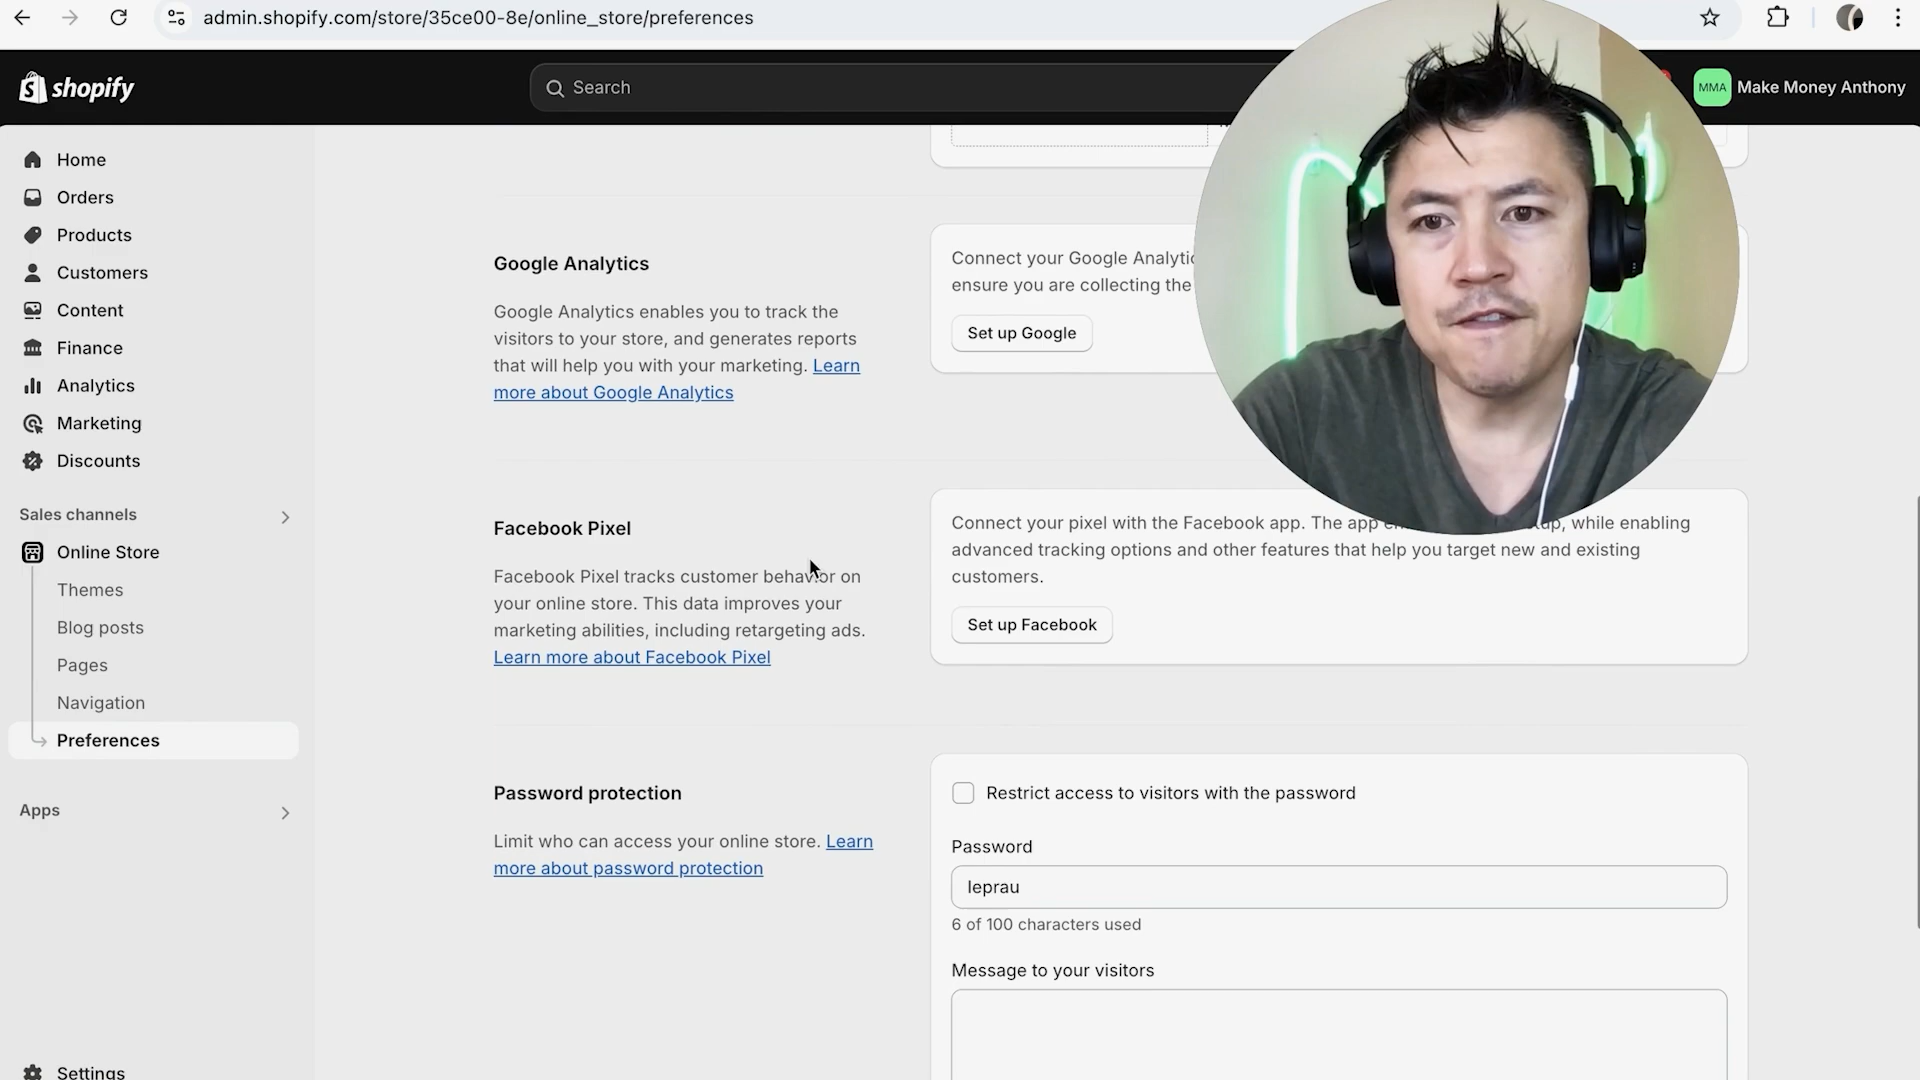 admin.shopify.com/store/35ce00-8e/online_store/preferences
shopify
Search
MMA
Make Money Anthony
Home
Orders
Products
Customers
Content
Finance
Analytics
Marketing
Discounts
Sales channels
Online Store
Themes
Blog posts
Pages
Navigation
Preferences
Apps
Settings
Google Analytics
Google Analytics enables you to track the
visitors to your store, and generates reports
that will help you with your marketing. Learn
more about Google Analytics
Connect your Google
ensure you are collecting the
Set up Google
Facebook Pixel
Facebook Pixel tracks customer behavior on
your online store. This data improves your
marketing abilities, including retargeting ads.
Learn more about Facebook Pixel
Connect your pixel with the Facebook app. The app while enabling
advanced tracking options and other features that help you target new and existing
customers.
Set up Facebook
Password protection
Limit who can access your online store. Learn
more about password protection
Restrict access to visitors with the password
Password
leprau
6 of 100 characters used
Message to your visitors